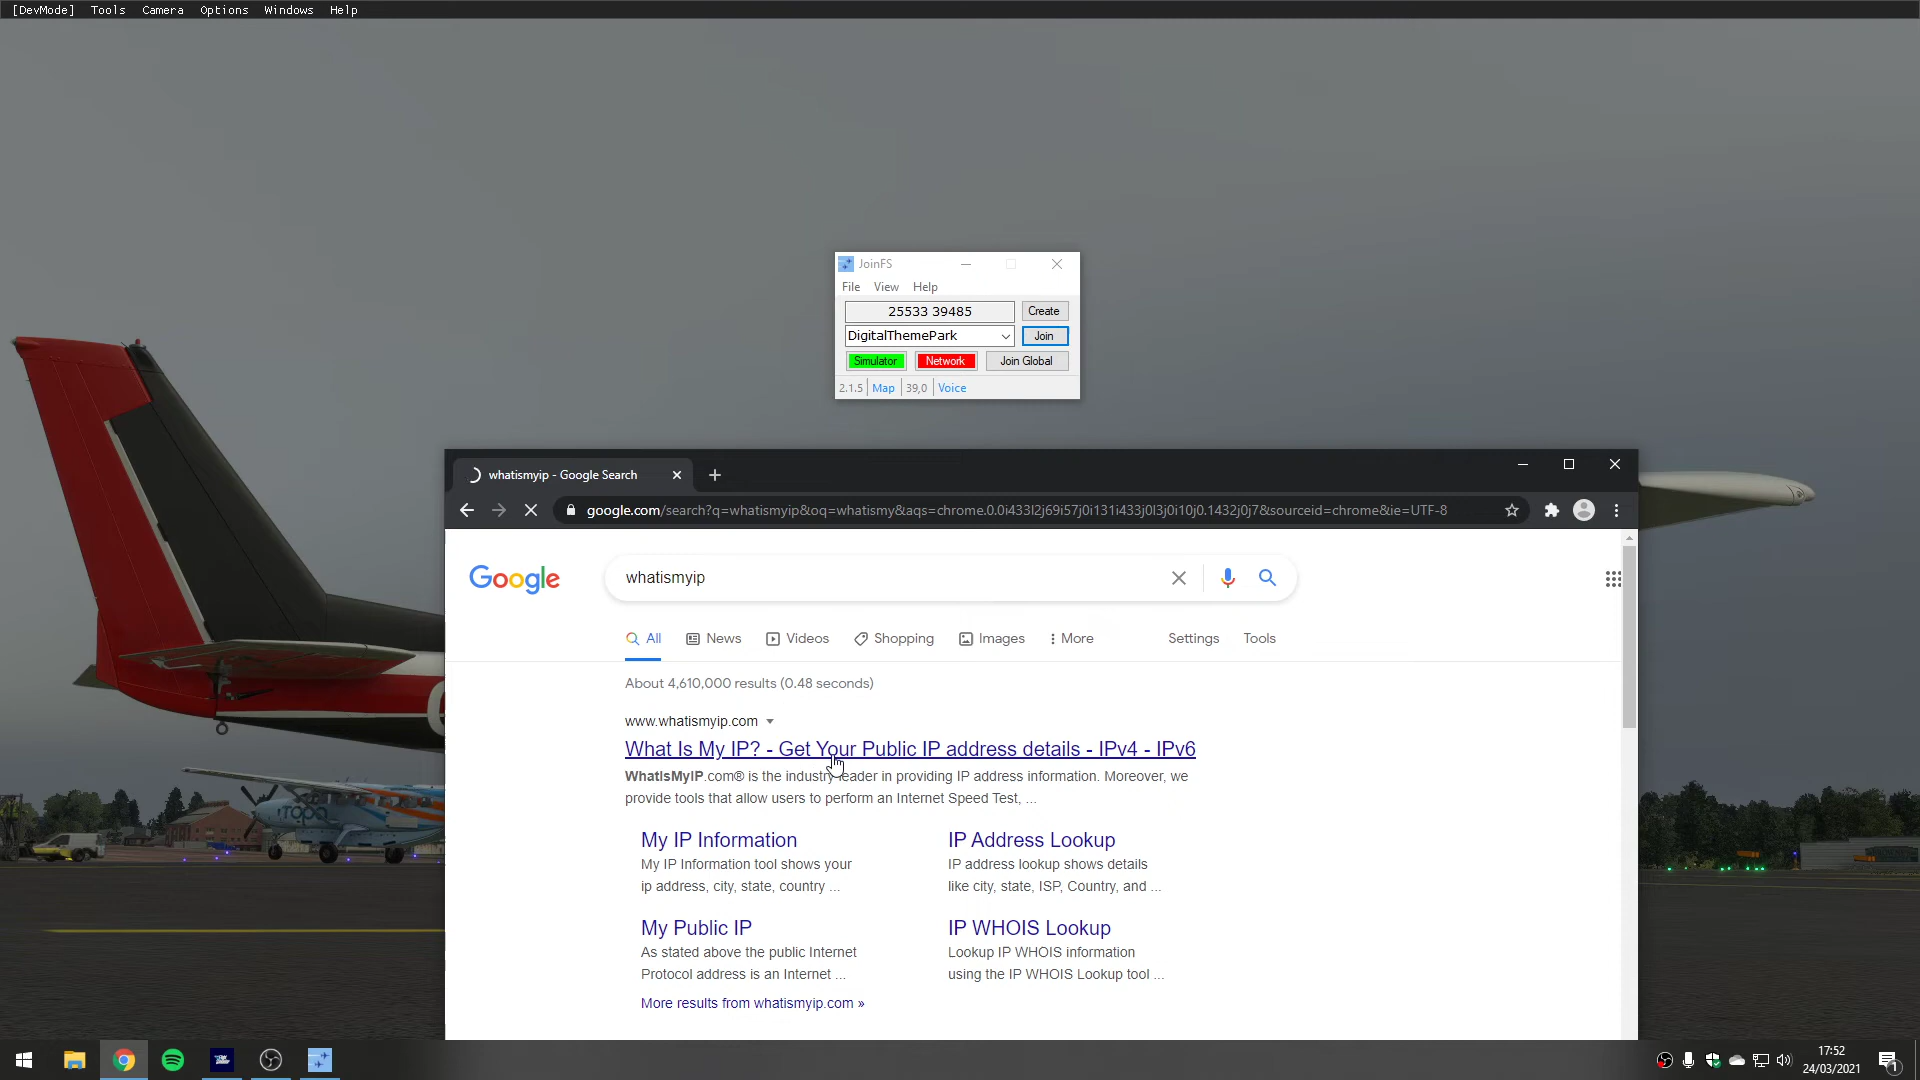 [DevMode] Tools Camera Options Windows Help
JoinFS
File View Help
25533 39485 Create
DigitalThemePark Join
Simulator Network Join Global
2.1.5 Map 39,0 Voice
whatismyip - Google Search
google.com/search?q=whatismyip&oq=whatismy&aqs=chrome.0.0i433l2j69i57j0i131i433j0l3j0i10j0.1432j0j7&sourceid=chrome&ie=UTF-8
Google whatismyip
All News Videos Shopping Images More Settings Tools
About 4,610,000 results (0.48 seconds)
www.whatismyip.com
What Is My IP? - Get Your Public IP address details - IPv4 - IPv6
WhatIsMyIP.com® is the industry leader in providing IP address information. Moreover, we
provide tools that allow users to perform an Internet Speed Test, ...
My IP Information
My IP Information tool shows your
ip address, city, state, country ...
IP Address Lookup
IP address lookup shows details
like city, state, ISP, Country, and ...
My Public IP
As stated above the public Internet
Protocol address is an Internet ...
IP WHOIS Lookup
Lookup IP WHOIS information
using the IP WHOIS Lookup tool ...
More results from whatismyip.com »
17:52
24/03/2021
1